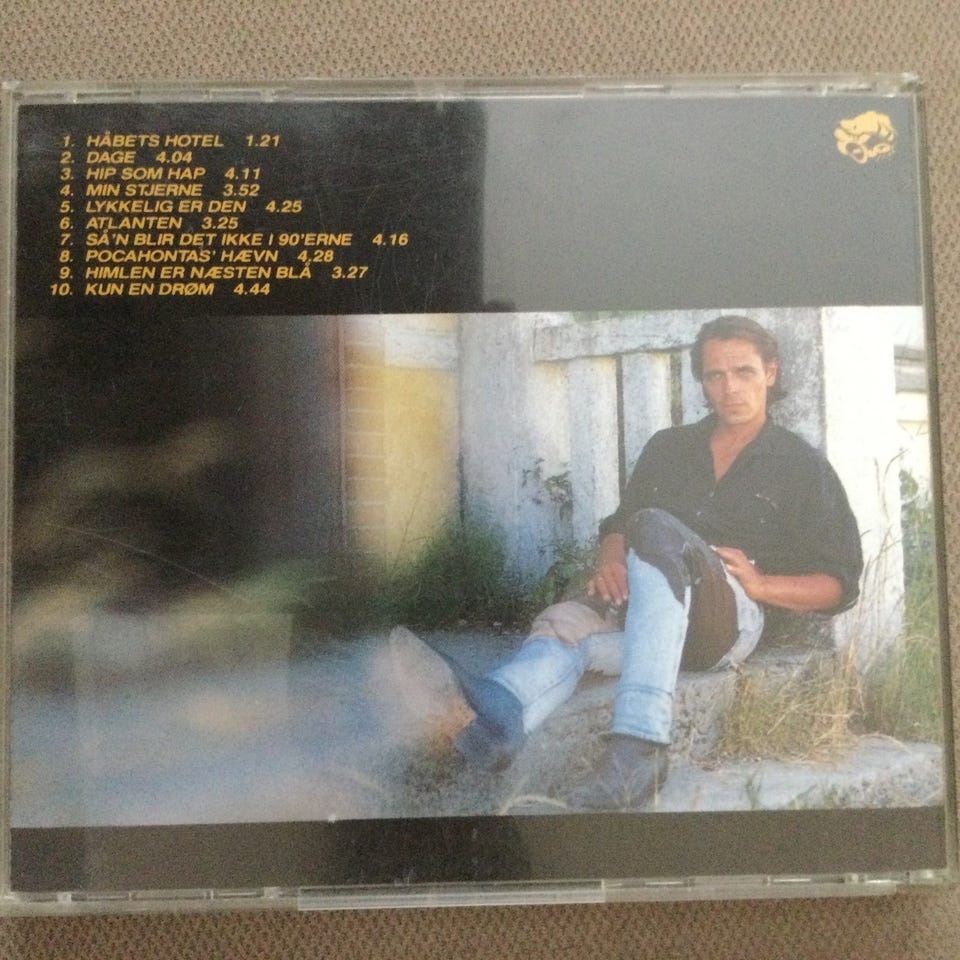 1. HÅBETS HOTEL 1.21
2. DAGE 4.04
3. HIP SOM HAP 4.11
4. MIN STJERNE 3.52
5. LYKKELIG ER DEN 4.25
6. ATLANTEN 3.25
7. SÅ'N BLIR DET IKKE I 90'ERNE 4.16
8. POCAHONTAS' HÆVN 4.28
9. HIMLEN ER NÆSTEN BLÅ 3.27
10. KUN EN DRØM 4.44